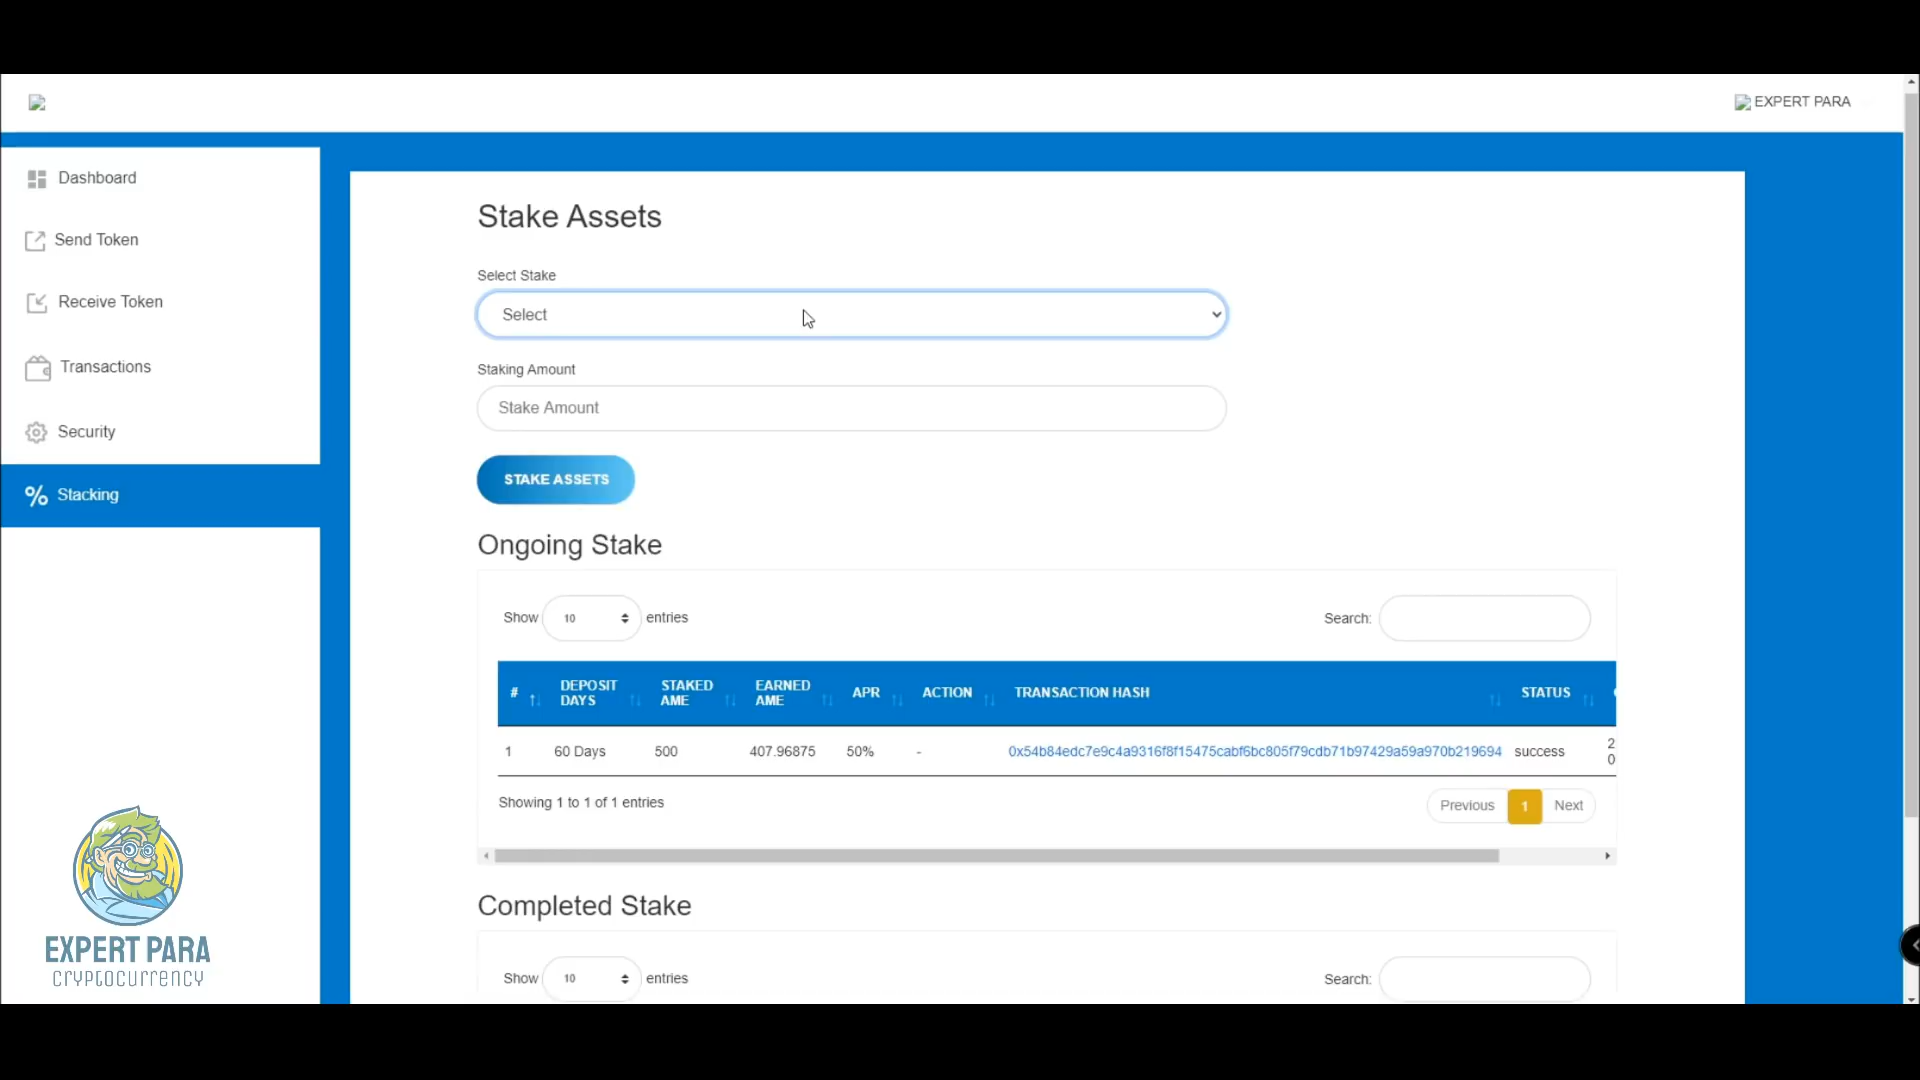 EXPERT PARA
Dashboard
Send Token
Receive Token
Transactions
Security
% Stacking
Stake Assets
Select Stake
Select
Staking Amount
Stake Amount
STAKE ASSETS
Ongoing Stake
Show 10 entries
Search:
# DEPOSIT DAYS STAKED AME EARNED AME APR ACTION TRANSACTION HASH STATUS
1 60 Days 500 407.96875 50% - 0x54b84edc7e9c4a9316f8f15475cabf6bc805f79cdb71b97429a59a970b219694 success 2 0
Showing 1 to 1 of 1 entries
Previous 1 Next
Completed Stake
Show 10 entries
Search:
EXPERT PARA
CRYPTOCURRENCY